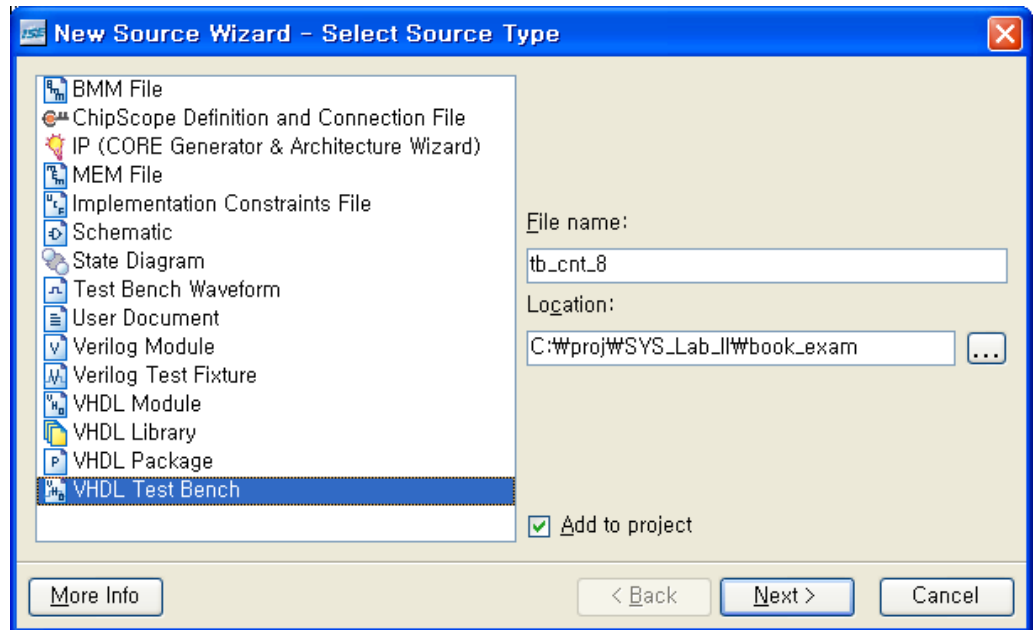 ISE New Source Wizard - Select Source Type
BMM File
ChipScope Definition and Connection File
IP (CORE Generator & Architecture Wizard)
MEM File
Implementation Constraints File
Schematic
State Diagram
Test Bench Waveform
User Document
Verilog Module
Verilog Test Fixture
VHDL Module
VHDL Library
VHDL Package
VHDL Test Bench
File name:
tb_cnt_8
Location:
C:₩proj₩SYS_Lab_II₩book_exam
...
Add to project
More Info
< Back
Next >
Cancel